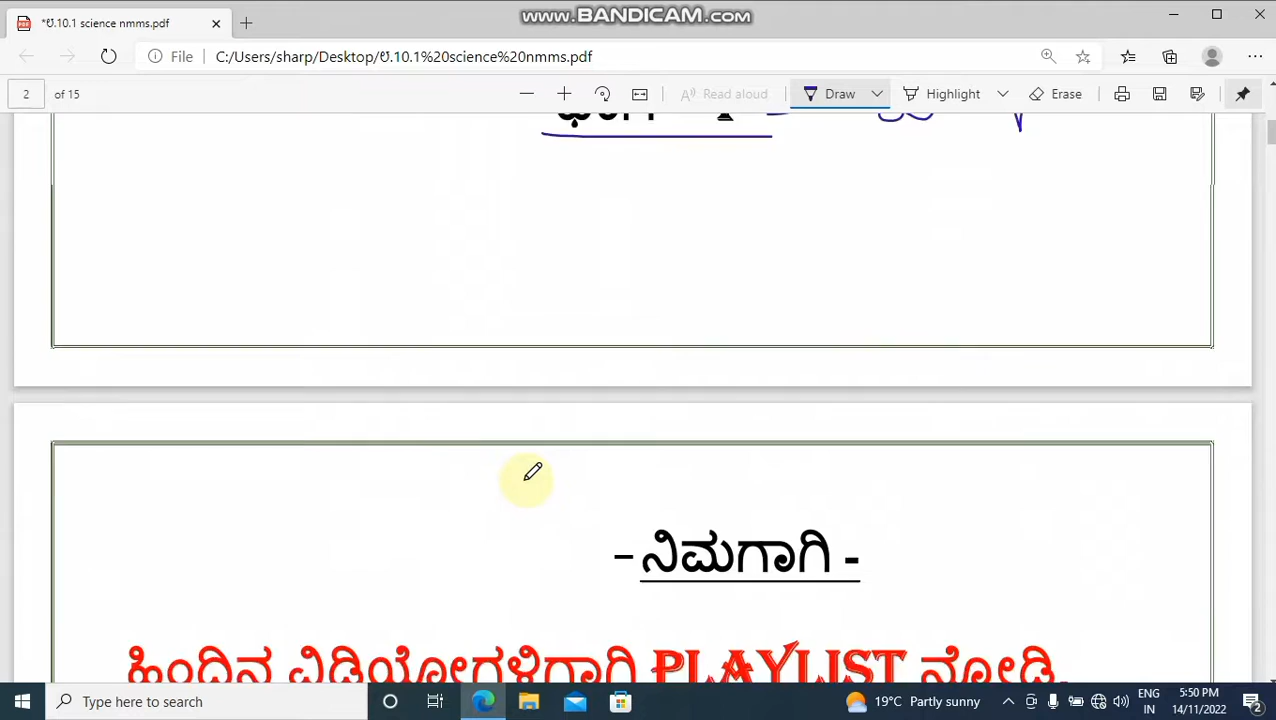 www.BANDICAM.com
*ಲಿ.10.1 science nmms.pdf
File C:/Users/sharp/Desktop/ಲಿ.10.1%20science%20nmms.pdf
2 of 15 Read aloud Draw Highlight Erase
-ನಿಮಗಾಗಿ -
ಹಿಂದಿನ ವಿಡಿಯೋಗಳಿಗಾಗಿ PLAYLIST ನೋಡಿ.
Type here to search
19°C Partly sunny
ENG
IN
5:50 PM
14/11/2022
2